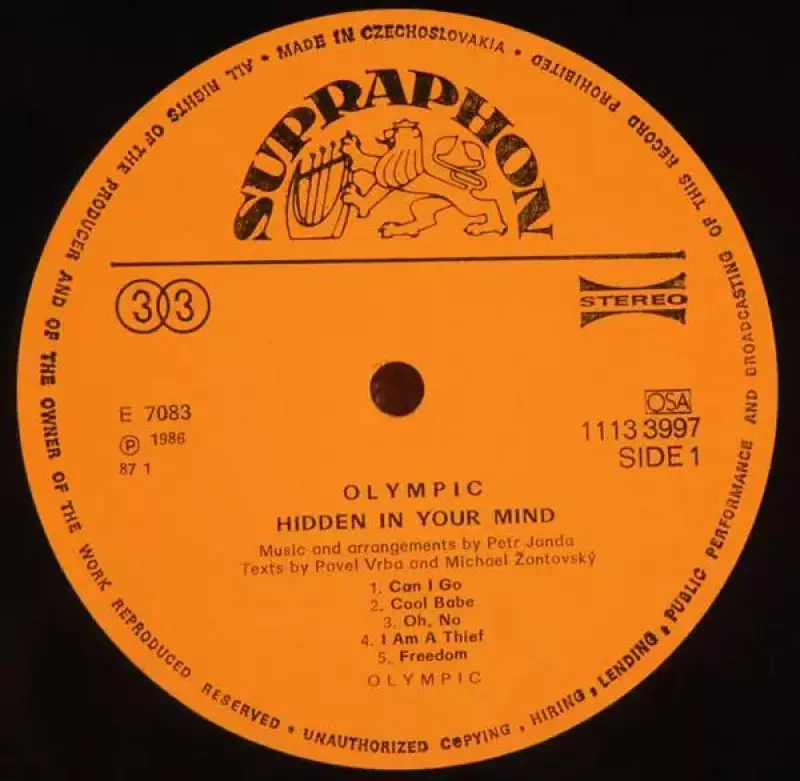 MADE IN CZECHOSLOVAKIA • ALL RIGHTS OF THE PRODUCER AND OF THE OWNER OF THE WORK REPRODUCED RESERVED • UNAUTHORIZED COPYING, HIRING, LENDING, PUBLIC PERFORMANCE AND BROADCASTING OF THIS RECORD PROHIBITED •
SUPRAPHON
33
STEREO
E 7083
OSA
Ⓟ 1986
1113 3997
87 1
SIDE 1
OLYMPIC
HIDDEN IN YOUR MIND
Music and arrangements by Petr Janda
Texts by Pavel Vrba and Michael Žantovský
1. Can I Go
2. Cool Babe
3. Oh, No
4. I Am A Thief
5. Freedom
OLYMPIC